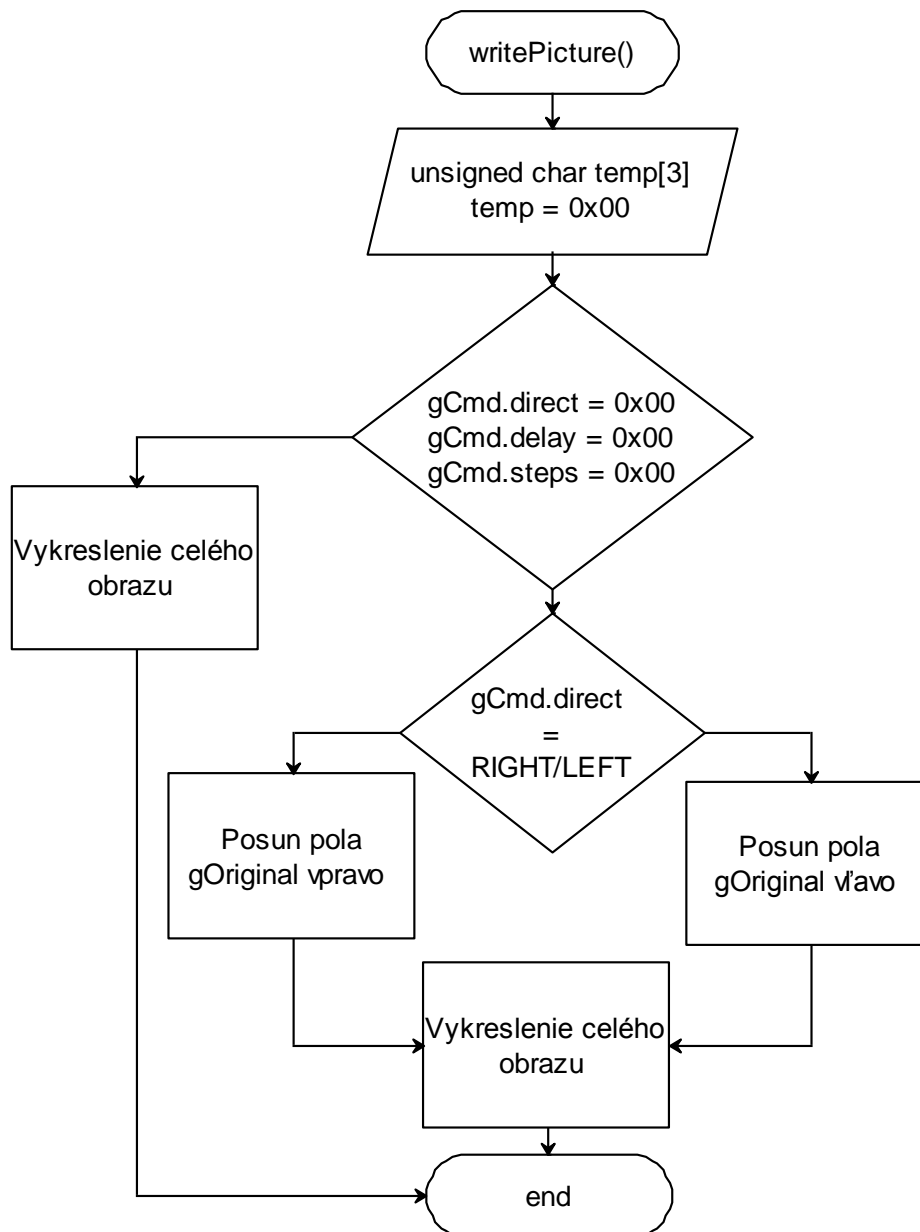 writePicture()
unsigned char temp[3]
temp = 0x00
gCmd.direct = 0x00
gCmd.delay = 0x00
gCmd.steps = 0x00
Vykreslenie celého
obrazu
gCmd.direct
=
RIGHT/LEFT
Posun pola
gOriginal vpravo
Posun pola
gOriginal vľavo
Vykreslenie celého
obrazu
end